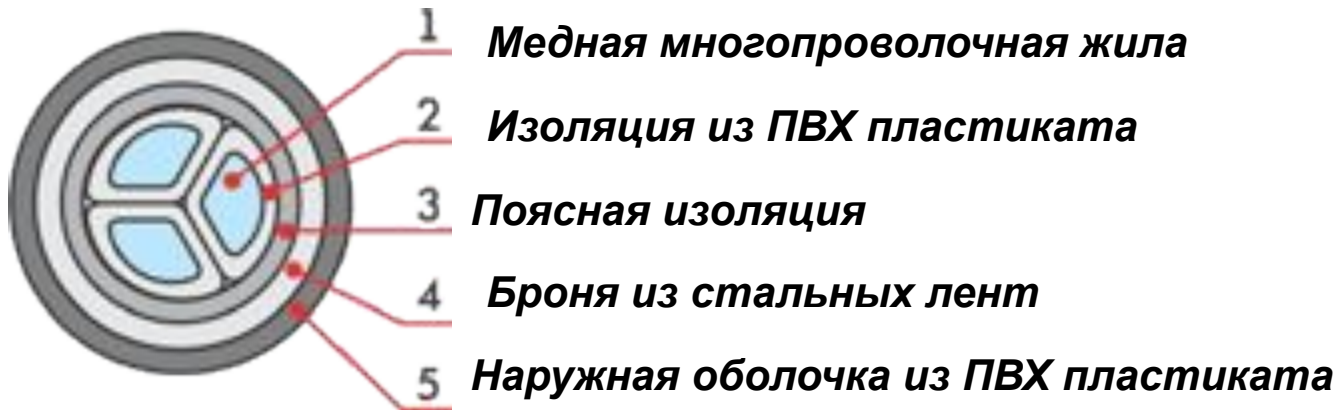 1 Медная многопроволочная жила
2 Изоляция из ПВХ пластиката
3 Поясная изоляция
4 Броня из стальных лент
5 Наружная оболочка из ПВХ пластиката